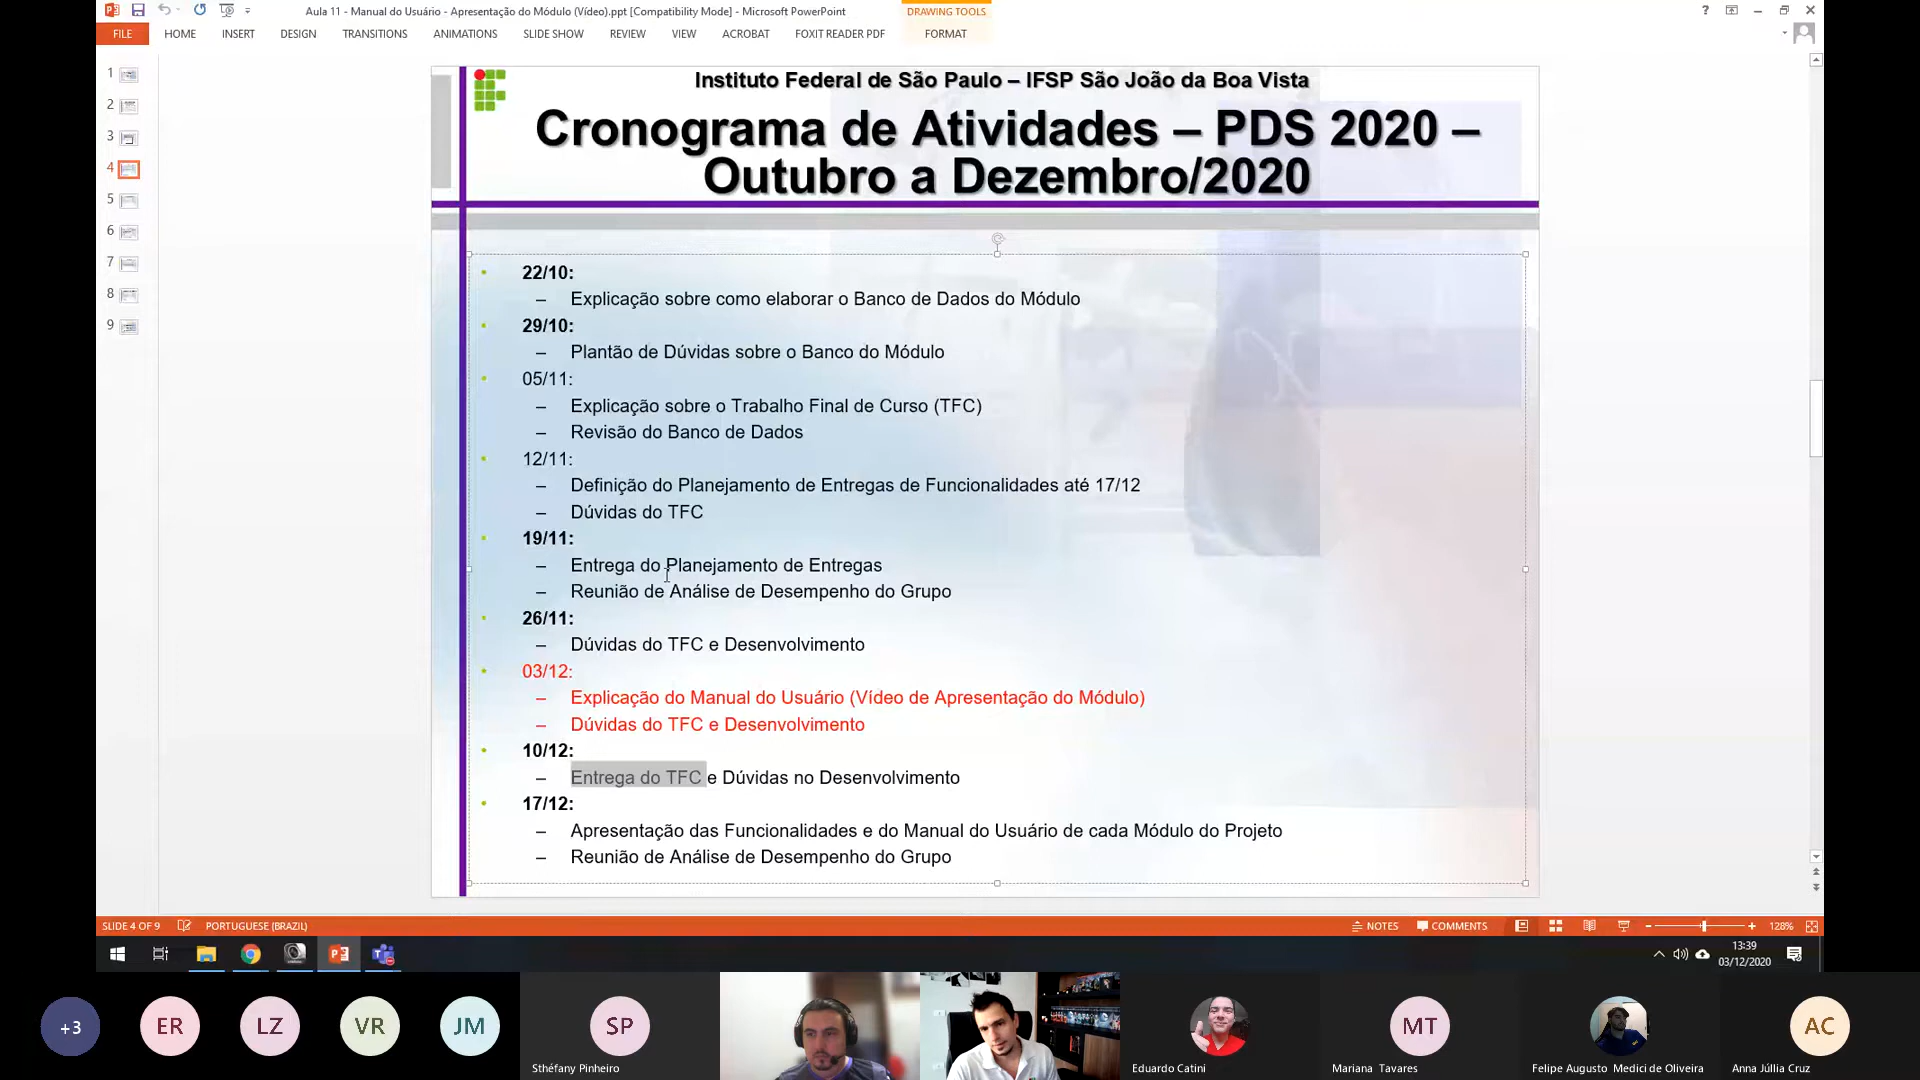 Aula 11 - Manual do Usuário - Apresentação do Módulo (Vídeo).ppt [Compatibility Mode] - Microsoft PowerPoint
DRAWING TOOLS
?
FILE HOME INSERT DESIGN TRANSITIONS ANIMATIONS SLIDE SHOW REVIEW VIEW ACROBAT FOXIT READER PDF FORMAT
1
2
3
4
5
6
7
8
9
Instituto Federal de São Paulo – IFSP São João da Boa Vista
Cronograma de Atividades – PDS 2020 –
Outubro a Dezembro/2020
• 22/10:
– Explicação sobre como elaborar o Banco de Dados do Módulo
• 29/10:
– Plantão de Dúvidas sobre o Banco do Módulo
• 05/11:
– Explicação sobre o Trabalho Final de Curso (TFC)
– Revisão do Banco de Dados
• 12/11:
– Definição do Planejamento de Entregas de Funcionalidades até 17/12
– Dúvidas do TFC
• 19/11:
– Entrega do Planejamento de Entregas
– Reunião de Análise de Desempenho do Grupo
• 26/11:
– Dúvidas do TFC e Desenvolvimento
• 03/12:
– Explicação do Manual do Usuário (Vídeo de Apresentação do Módulo)
– Dúvidas do TFC e Desenvolvimento
• 10/12:
– Entrega do TFC e Dúvidas no Desenvolvimento
• 17/12:
– Apresentação das Funcionalidades e do Manual do Usuário de cada Módulo do Projeto
– Reunião de Análise de Desempenho do Grupo
SLIDE 4 OF 9 PORTUGUESE (BRAZIL) NOTES COMMENTS 128%
13:39
03/12/2020
+3 ER LZ VR JM SP MT AC
Sthéfany Pinheiro Eduardo Catini Mariana Tavares Felipe Augusto Medici de Oliveira Anna Júllia Cruz